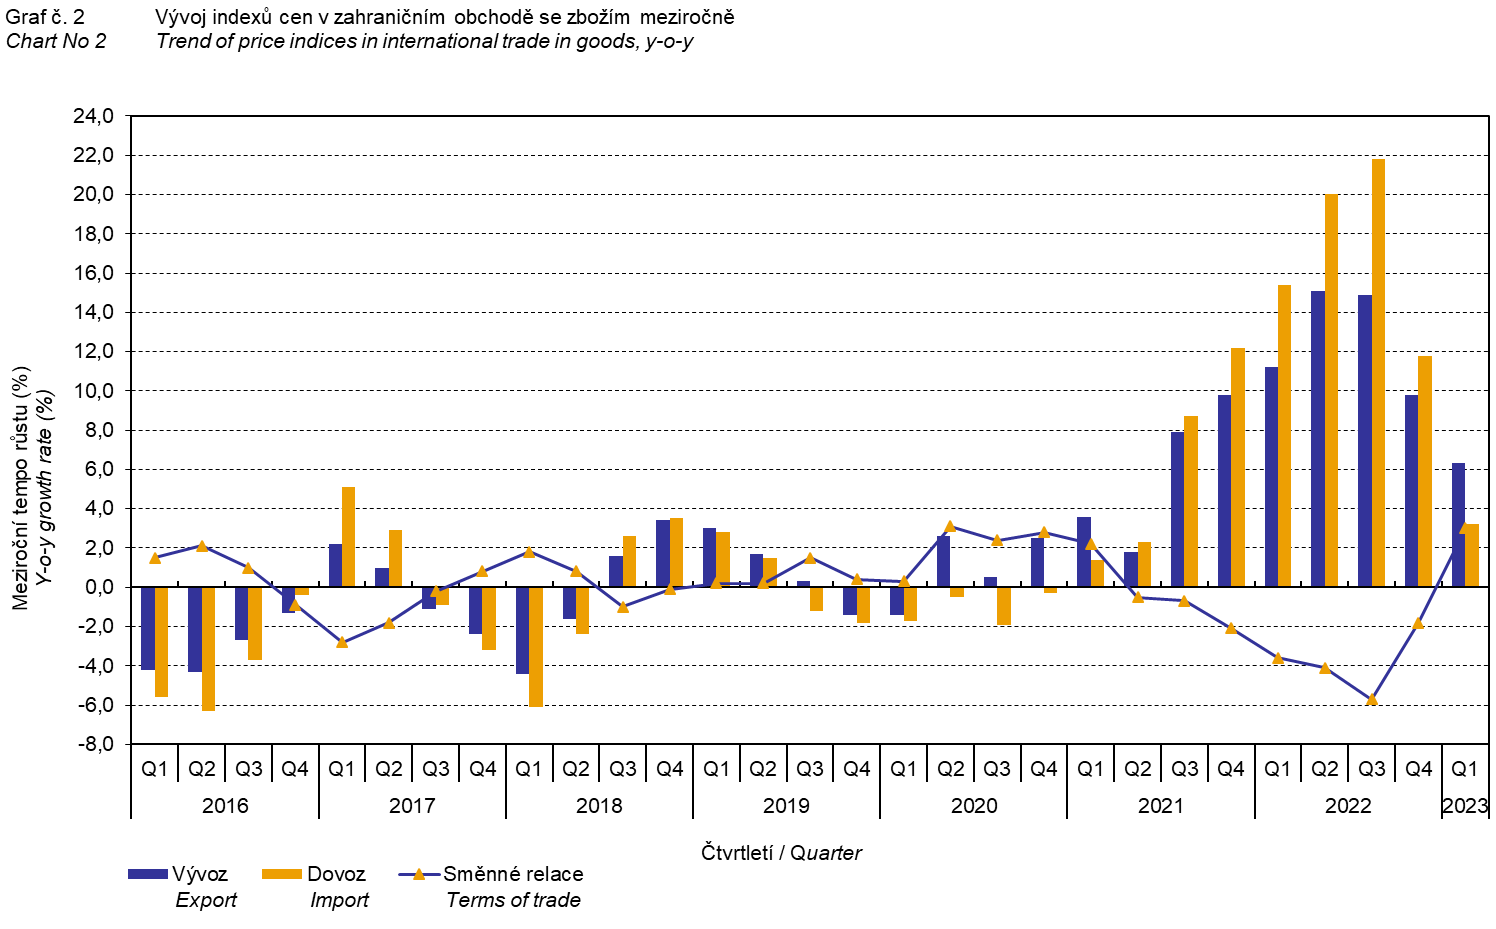 Graf č. 2 Vývoj indexů cen v zahraničním obchodě se zbožím meziročně
Chart No 2 Trend of price indices in international trade in goods, y-o-y
24,0
22,0
20,0
18,0
16,0
14,0
12,0
10,0
8,0
6,0
4,0
2,0
0,0
-2,0
-4,0
-6,0
-8,0
Meziroční tempo růstu (%)
Y-o-y growth rate (%)
Q1 Q2 Q3 Q4 Q1 Q2 Q3 Q4 Q1 Q2 Q3 Q4 Q1 Q2 Q3 Q4 Q1 Q2 Q3 Q4 Q1 Q2 Q3 Q4 Q1 Q2 Q3 Q4 Q1
2016 2017 2018 2019 2020 2021 2022 2023
Čtvrtletí / Quarter
Vývoz Dovoz Směnné relace
Export Import Terms of trade